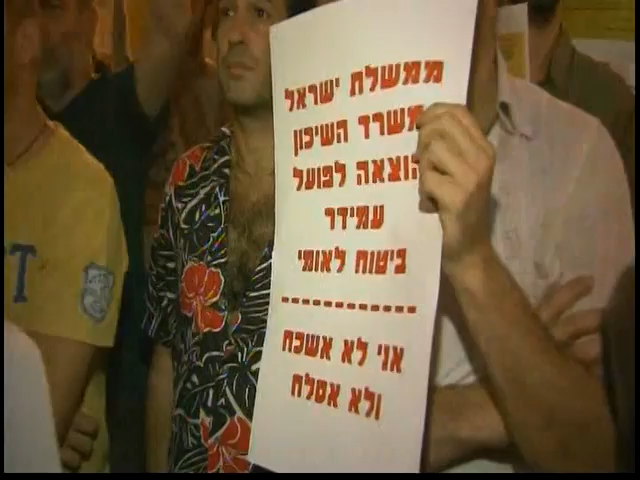 ממשלת ישראל
משרד השיכון
הוצאה לפועל
עמידר
ביטוח לאומי
אני לא אשכח
ולא אסלח
T